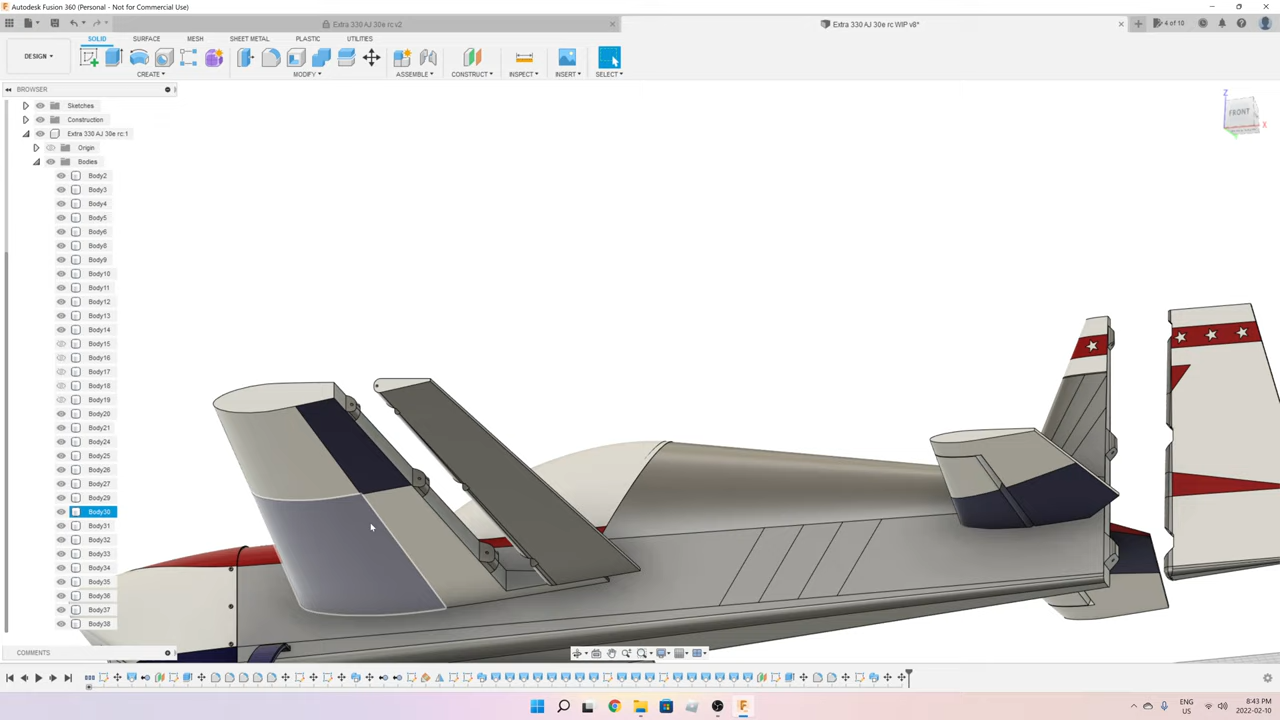 Autodesk Fusion 360 (Personal - Not for Commercial Use)
Extra 330 AJ 30e rc v2
Extra 330 AJ 30e rc WIP v8*
4 of 10
DESIGN
SOLID
SURFACE
MESH
SHEET METAL
PLASTIC
UTILITIES
CREATE
MODIFY
ASSEMBLE
CONSTRUCT
INSPECT
INSERT
SELECT
BROWSER
Sketches
Construction
Extra 330 AJ 30e rc:1
Origin
Bodies
Body2
Body3
Body4
Body5
Body8
Body9
Body10
Body11
Body12
Body13
Body14
Body15
Body16
Body17
Body18
Body19
Body20
Body21
Body24
Body25
Body26
Body27
Body29
Body30
Body31
Body32
Body33
Body34
Body35
Body36
Body37
Body38
Z
FRONT
X
COMMENTS
ENG
US
8:43 PM
2022-02-10